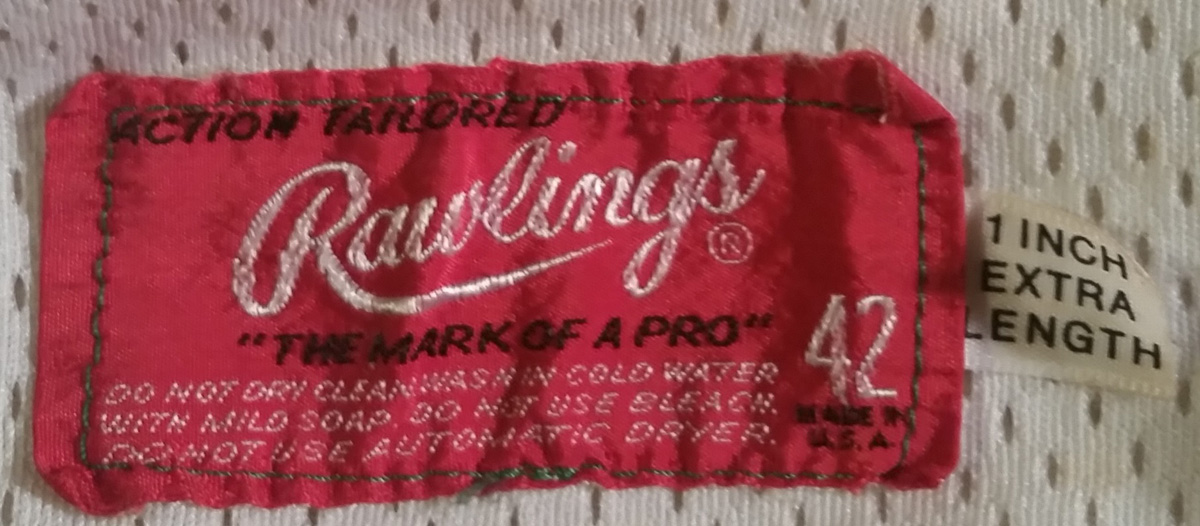 ACTION TAILORED
Rawlings®
"THE MARK OF A PRO"
42
DO NOT DRY CLEAN. WASH IN COLD WATER
WITH MILD SOAP. DO NOT USE BLEACH.
DO NOT USE AUTOMATIC DRYER.
MADE IN
U.S.A.
1 INCH
EXTRA
LENGTH